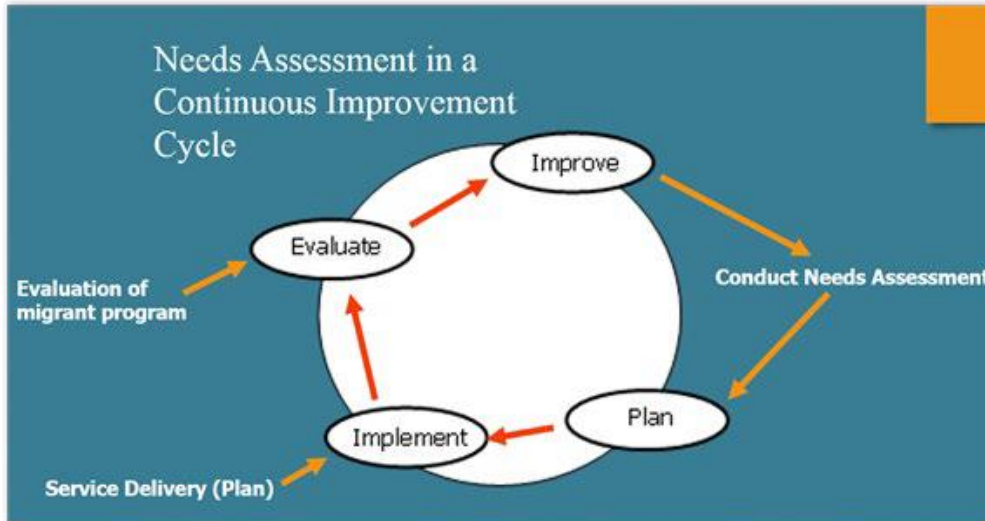 Needs Assessment in a
Continuous Improvement
Cycle
Improve
Evaluate
Evaluation of
migrant program
Conduct Needs Assessment
Plan
Implement
Service Delivery (Plan)